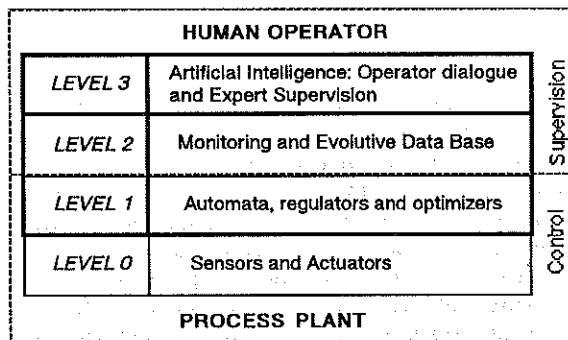 HUMAN OPERATOR
LEVEL 3
Artificial Intelligence: Operator dialogue
and Expert Supervision
LEVEL 2
Monitoring and Evolutive Data Base
Supervision
LEVEL 1
Automata, regulators and optimizers
LEVEL 0
Sensors and Actuators
Control
PROCESS PLANT